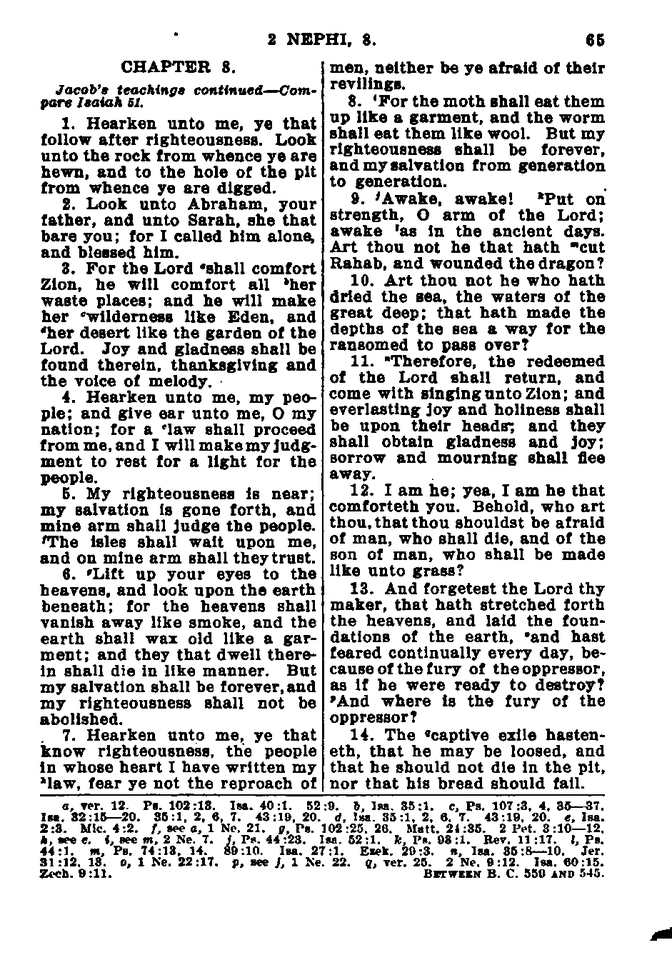 2 NEPHI, 8. 65
CHAPTER 8.
Jacob's teachings continued—Com-
pare Isaiah 51.
1. Hearken unto me, ye that
follow after righteousness. Look
unto the rock from whence ye are
hewn, and to the hole of the pit
from whence ye are digged.
2. Look unto Abraham, your
father, and unto Sarah, she that
bare you; for I called him alone,
and blessed him.
3. For the Lord ᵃshall comfort
Zion, he will comfort all ᵇher
waste places; and he will make
her ᶜwilderness like Eden, and
ᵈher desert like the garden of the
Lord. Joy and gladness shall be
found therein, thanksgiving and
the voice of melody.
4. Hearken unto me, my peo-
ple; and give ear unto me, O my
nation; for a ᵉlaw shall proceed
from me, and I will make my judg-
ment to rest for a light for the
people.
5. My righteousness is near;
my salvation is gone forth, and
mine arm shall judge the people.
ᶠThe isles shall wait upon me,
and on mine arm shall they trust.
6. ᵍLift up your eyes to the
heavens, and look upon the earth
beneath; for the heavens shall
vanish away like smoke, and the
earth shall wax old like a gar-
ment; and they that dwell there-
in shall die in like manner. But
my salvation shall be forever, and
my righteousness shall not be
abolished.
7. Hearken unto me, ye that
know righteousness, the people
in whose heart I have written my
ʰlaw, fear ye not the reproach of
men, neither be ye afraid of their
revilings.
8. ⁱFor the moth shall eat them
up like a garment, and the worm
shall eat them like wool. But my
righteousness shall be forever,
and my salvation from generation
to generation.
9. ʲAwake, awake! ᵏPut on
strength, O arm of the Lord;
awake ˡas in the ancient days.
Art thou not he that hath ᵐcut
Rahab, and wounded the dragon?
10. Art thou not he who hath
dried the sea, the waters of the
great deep; that hath made the
depths of the sea a way for the
ransomed to pass over?
11. ⁿTherefore, the redeemed
of the Lord shall return, and
come with singing unto Zion; and
everlasting joy and holiness shall
be upon their heads; and they
shall obtain gladness and joy;
sorrow and mourning shall flee
away.
12. I am he; yea, I am he that
comforteth you. Behold, who art
thou, that thou shouldst be afraid
of man, who shall die, and of the
son of man, who shall be made
like unto grass?
13. And forgetest the Lord thy
maker, that hath stretched forth
the heavens, and laid the foun-
dations of the earth, ᵒand hast
feared continually every day, be-
cause of the fury of the oppressor,
as if he were ready to destroy?
ᵖAnd where is the fury of the
oppressor?
14. The qcaptive exile hasten-
eth, that he may be loosed, and
that he should not die in the pit,
nor that his bread should fail.
a, ver. 12. Ps. 102:13. Isa. 40:1. 52:9. b, Isa. 35:1. c, Ps. 107:3, 4, 35—37.
Isa. 32:15—20. 35:1, 2, 6, 7. 43:19, 20. d, Isa. 35:1, 2, 6, 7. 43:19, 20. e, Isa.
2:3. Mic. 4:2. f, see a, 1 Ne. 21. g, Ps. 102:25, 26. Matt. 24:35. 2 Pet. 3:10—12.
h, see e. i, see m, 2 Ne. 7. j, Ps. 44:23. Isa. 52:1. k, Ps. 93:1. Rev. 11:17. l, Ps.
44:1. m, Ps. 74:13, 14. 89:10. Isa. 27:1. Ezek. 29:3. n, Isa. 35:8—10. Jer.
31:12, 13. o, 1 Ne. 22:17. p, see j, 1 Ne. 22. q, ver. 25. 2 Ne. 9:12. Isa. 60:15.
Zech. 9:11. BETWEEN B. C. 559 AND 545.